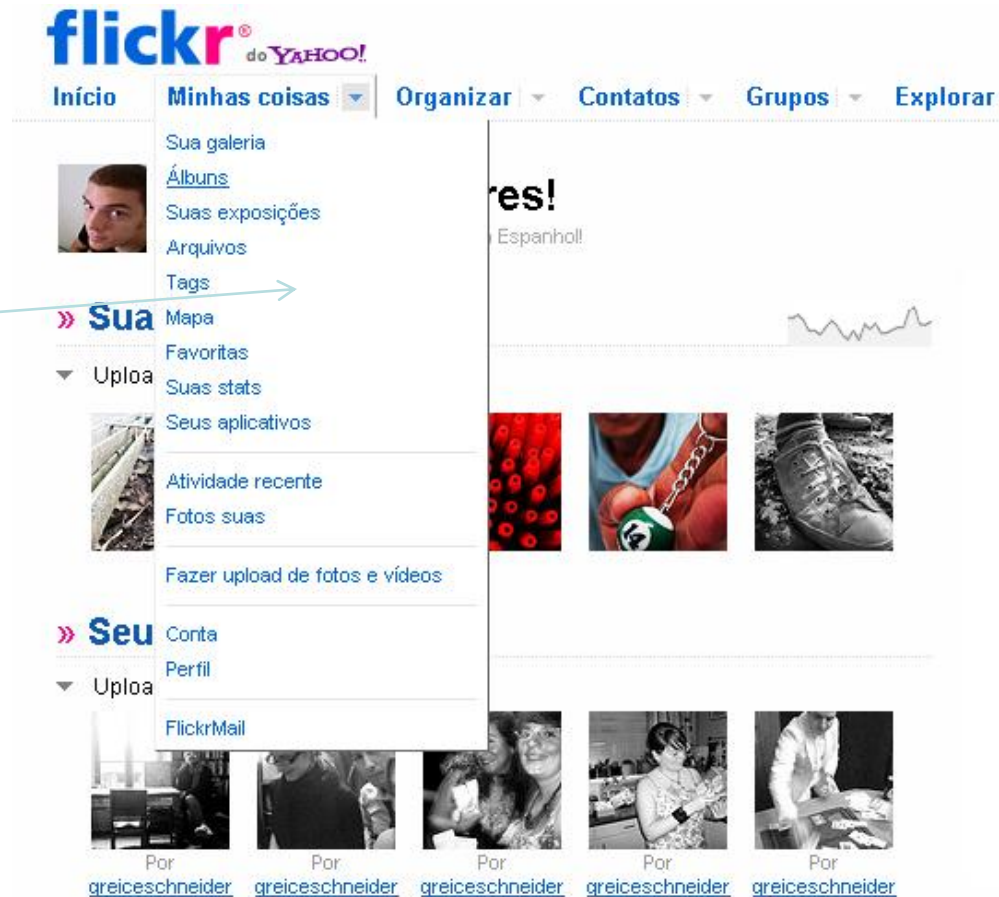 flickr® do YAHOO!
Início Minhas coisas Organizar Contatos Grupos Explorar
Sua galeria
Álbuns
Suas exposições
Arquivos
Tags
Mapa
Favoritas
Suas stats
Seus aplicativos
Atividade recente
Fotos suas
Fazer upload de fotos e vídeos
Conta
Perfil
FlickrMail
res!
Espanhol!
» Sua
Uploa
14
» Seu
Uploa
Por Por Por Por Por
greiceschneider greiceschneider greiceschneider greiceschneider greiceschneider